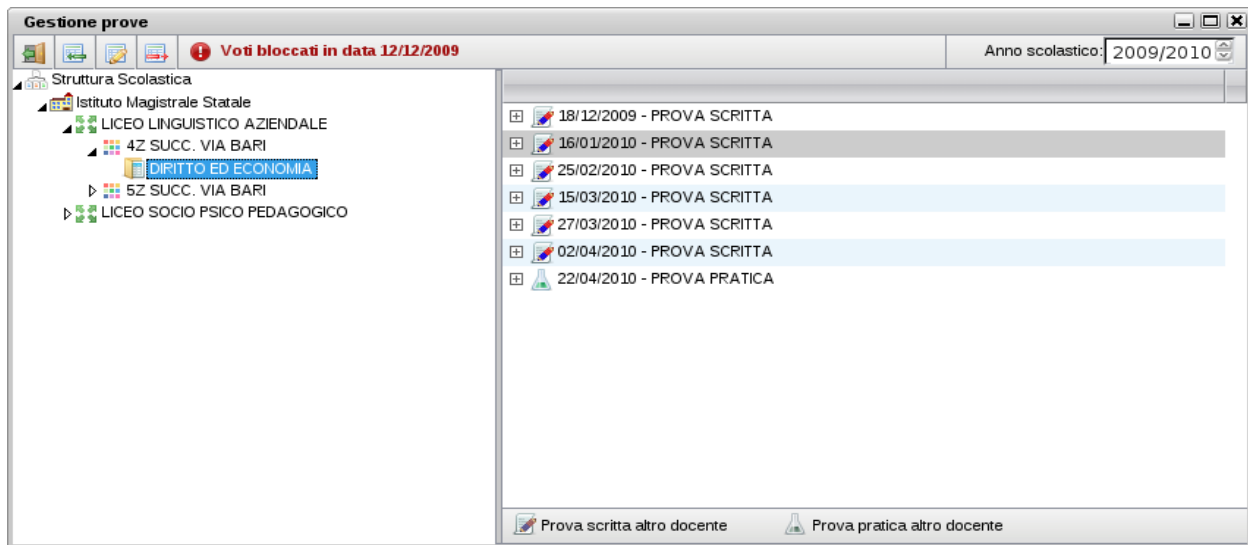 Gestione prove
Voti bloccati in data 12/12/2009
Anno scolastico: 2009/2010
Struttura Scolastica
Istituto Magistrale Statale
LICEO LINGUISTICO AZIENDALE
4Z SUCC. VIA BARI
DIRITTO ED ECONOMIA
5Z SUCC. VIA BARI
LICEO SOCIO PSICO PEDAGOGICO
18/12/2009 - PROVA SCRITTA
16/01/2010 - PROVA SCRITTA
25/02/2010 - PROVA SCRITTA
15/03/2010 - PROVA SCRITTA
27/03/2010 - PROVA SCRITTA
02/04/2010 - PROVA SCRITTA
22/04/2010 - PROVA PRATICA
Prova scritta altro docente
Prova pratica altro docente